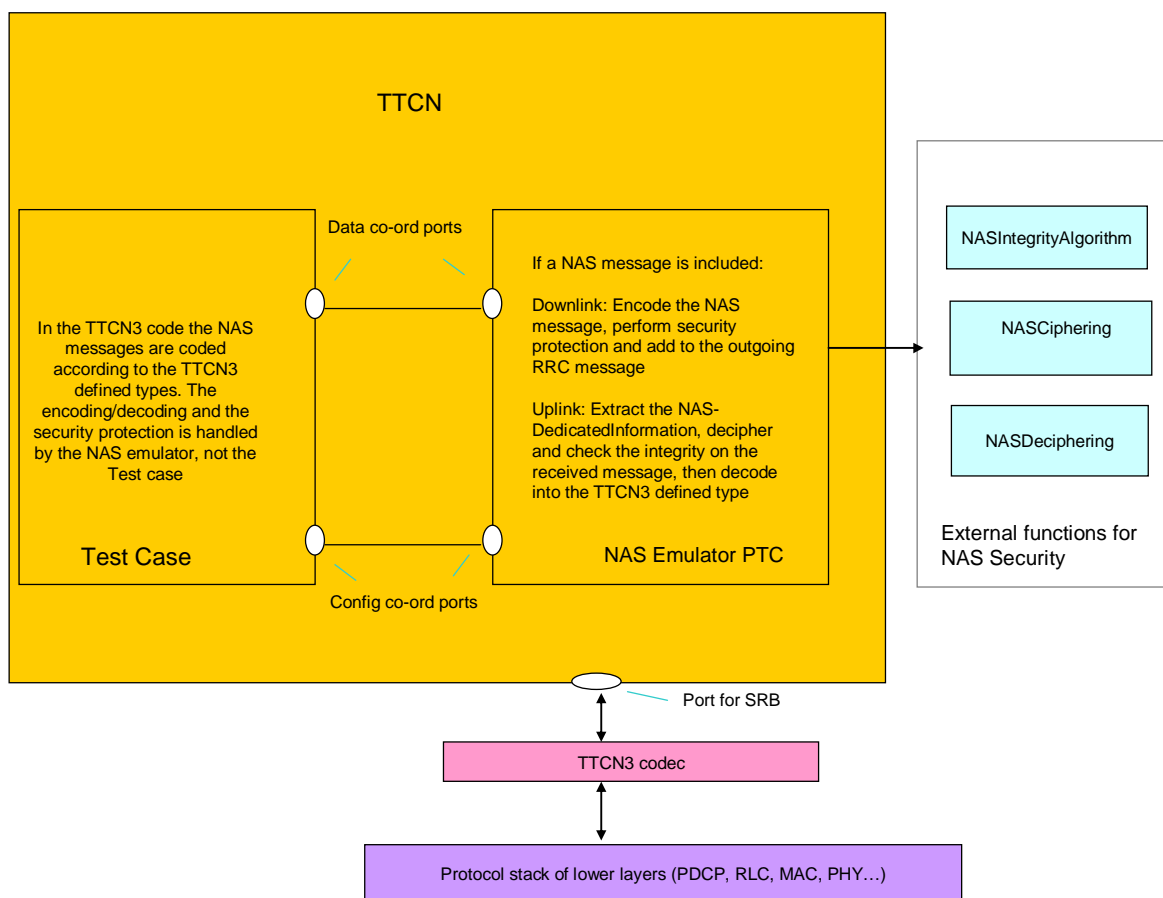 TTCN
Data co-ord ports
In the TTCN3 code the NAS
messages are coded
according to the TTCN3
defined types. The
encoding/decoding and the
security protection is handled
by the NAS emulator, not the
Test case
Test Case
If a NAS message is included:
Downlink: Encode the NAS
message, perform security
protection and add to the outgoing
RRC message
Uplink: Extract the NAS-
DedicatedInformation, decipher
and check the integrity on the
received message, then decode
into the TTCN3 defined type
NAS Emulator PTC
Config co-ord ports
NASIntegrityAlgorithm
NASCiphering
NASDeciphering
External functions for
NAS Security
Port for SRB
TTCN3 codec
Protocol stack of lower layers (PDCP, RLC, MAC, PHY…)